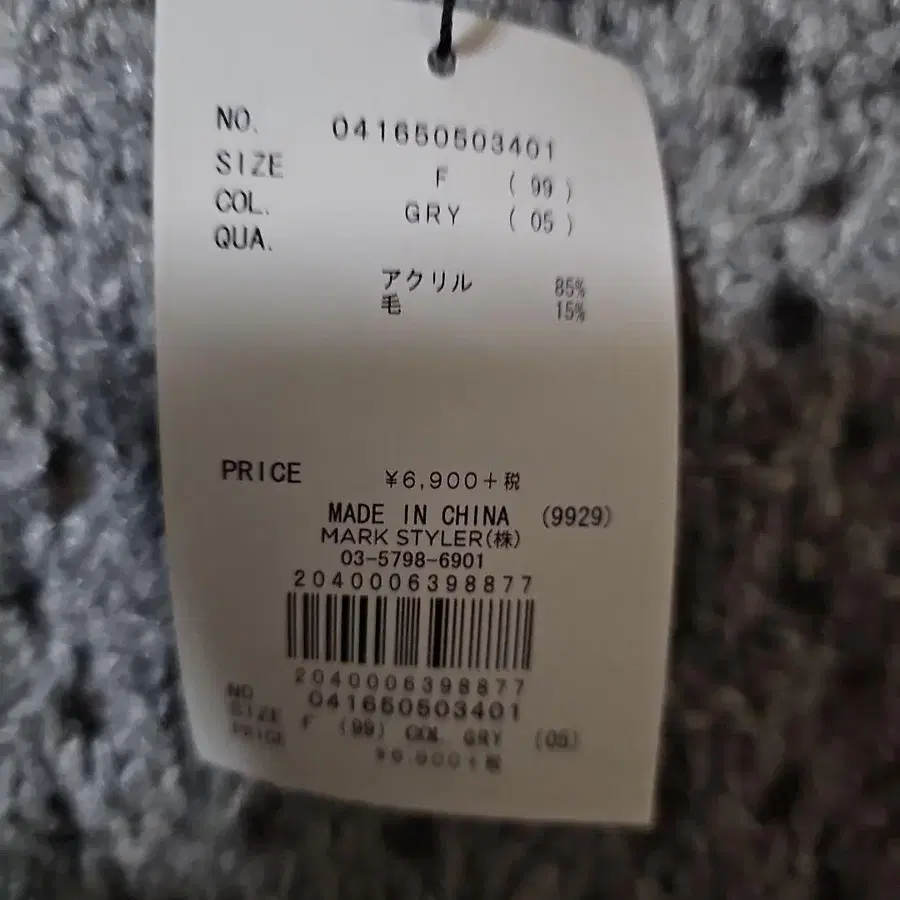 NO. 041650503401
SIZE F (99)
COL. GRY (05)
QUA.
アクリル 85%
毛 15%
PRICE ¥6,900+税
MADE IN CHINA (9929)
MARK STYLER(株)
03-5798-6901
2040006398877
2040006398877
NO 041650503401
SIZE F (99) COL. GRY (05)
PRICE ¥6,900+税